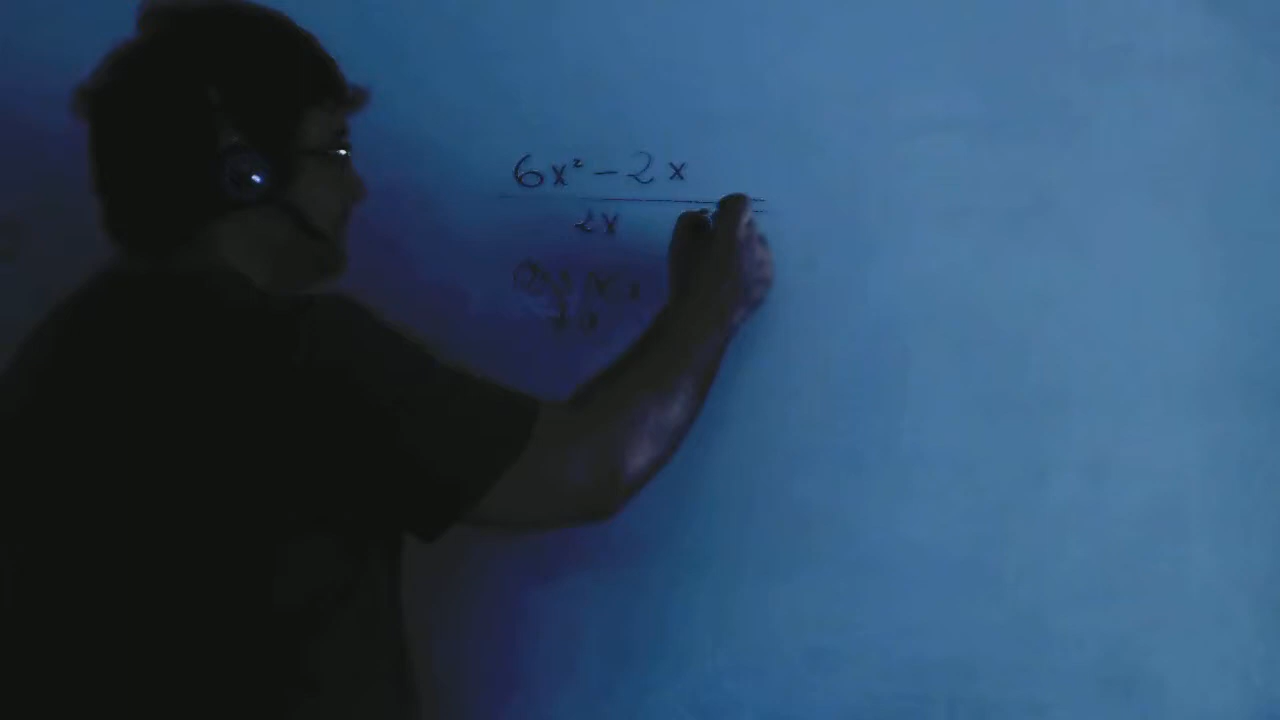 6x² - 2x
2x
=